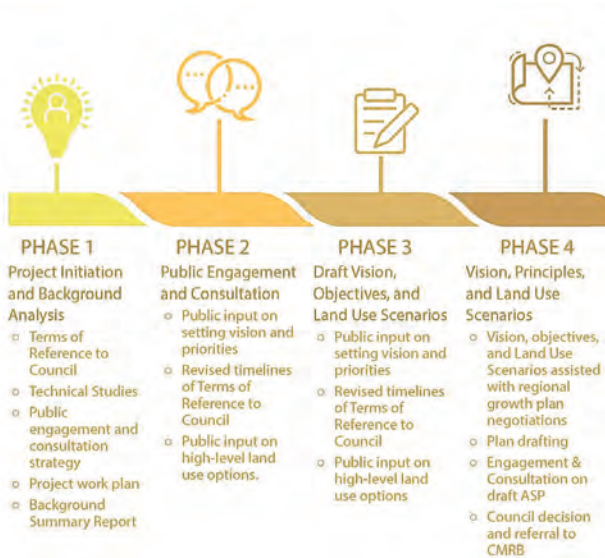 PHASE 1
Project Initiation
and Background
Analysis
○ Terms of
Reference to
Council
○ Technical Studies
○ Public
engagement and
consultation
strategy
○ Project work plan
○ Background
Summary Report
PHASE 2
Public Engagement
and Consultation
○ Public input on
setting vision and
priorities
○ Revised timelines
of Terms of
Reference to
Council
○ Public input on
high-level land
use options.
PHASE 3
Draft Vision,
Objectives, and
Land Use Scenarios
○ Public input on
setting vision and
priorities
○ Revised timelines
of Terms of
Reference to
Council
○ Public input on
high-level land
use options
PHASE 4
Vision, Principles,
and Land Use
Scenarios
○ Vision, objectives,
and Land Use
Scenarios assisted
with regional
growth plan
negotiations
○ Plan drafting
○ Engagement &
Consultation on
draft ASP
○ Council decision
and referral to
CMRB